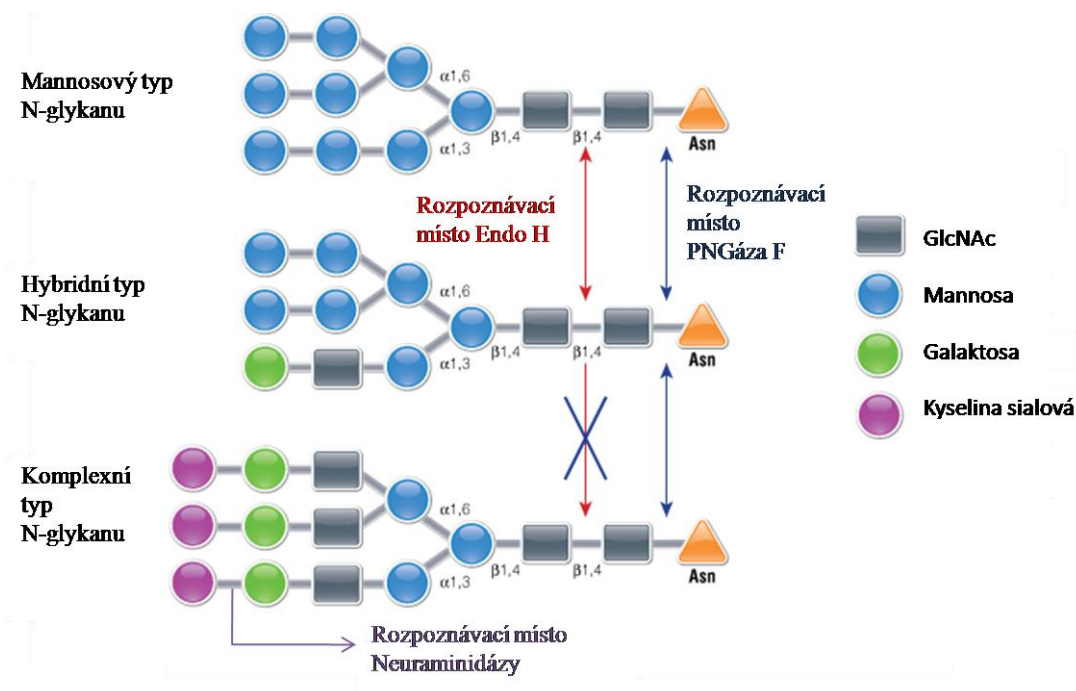 Mannosový typ
N-glykanu
α1,6
α1,3
β1,4
β1,4
Asn
Rozpoznávací
místo Endo H
Rozpoznávací
místo
PNGáza F
Hybridní typ
N-glykanu
α1,6
α1,3
β1,4
β1,4
Asn
GlcNAc
Mannosa
Galaktosa
Kyselina sialová
Komplexní
typ
N-glykanu
α1,6
α1,3
β1,4
β1,4
Asn
Rozpoznávací místo
Neuraminidázy